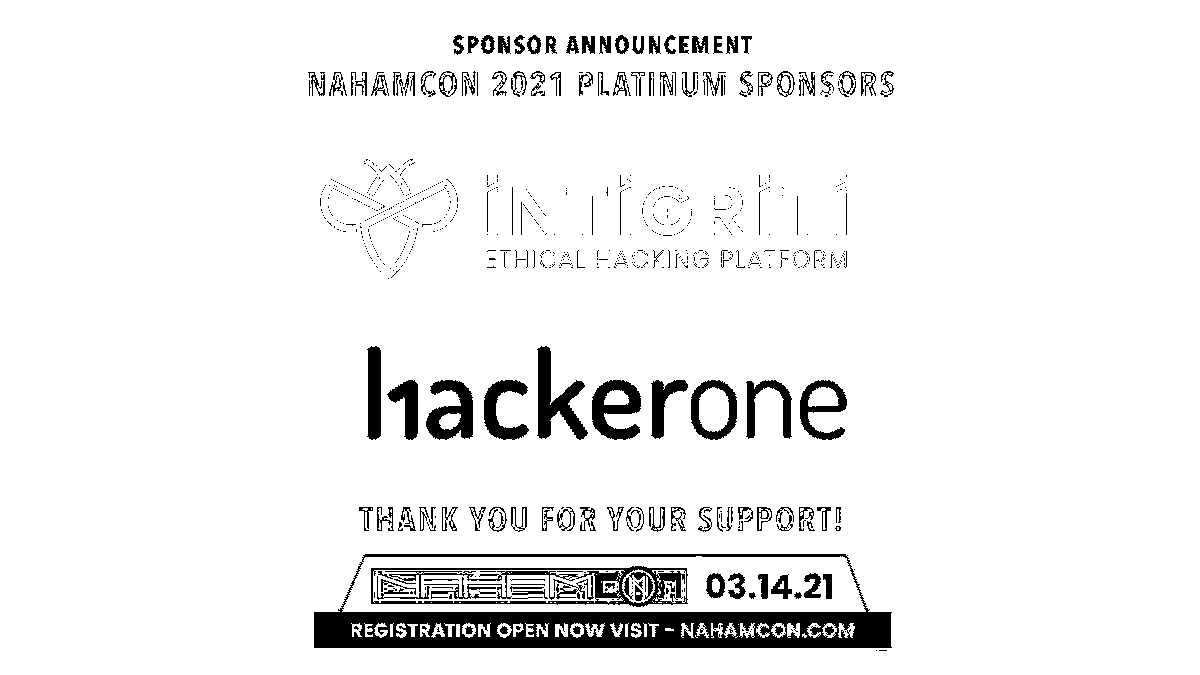 SPONSOR ANNOUNCEMENT
NAHAMCON 2021 PLATINUM SPONSORS
INTIGRITI
ETHICAL HACKING PLATFORM
hackerone
THANK YOU FOR YOUR SUPPORT!
NAHAMCON 03.14.21
REGISTRATION OPEN NOW VISIT - NAHAMCON.COM